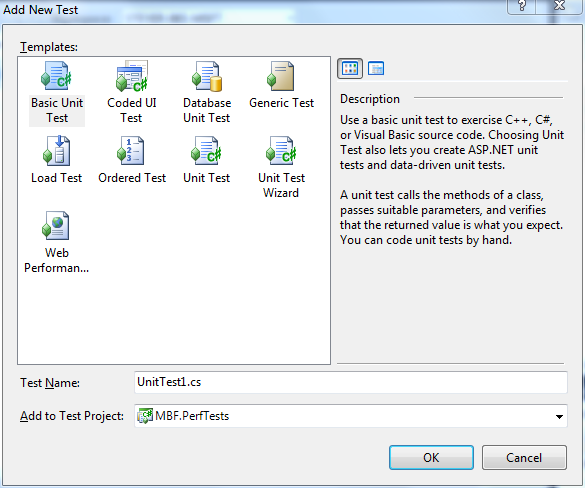 Add New Test
Templates:
Basic Unit
Test
Coded UI
Test
Database
Unit Test
Generic Test
Load Test
Ordered Test
Unit Test
Unit Test
Wizard
Web
Performan...
Description
Use a basic unit test to exercise C++, C#,
or Visual Basic source code. Choosing Unit
Test also lets you create ASP.NET unit
tests and data-driven unit tests.
A unit test calls the methods of a class,
passes suitable parameters, and verifies
that the returned value is what you expect.
You can code unit tests by hand.
Test Name:
UnitTest1.cs
Add to Test Project:
MBF.PerfTests
OK
Cancel